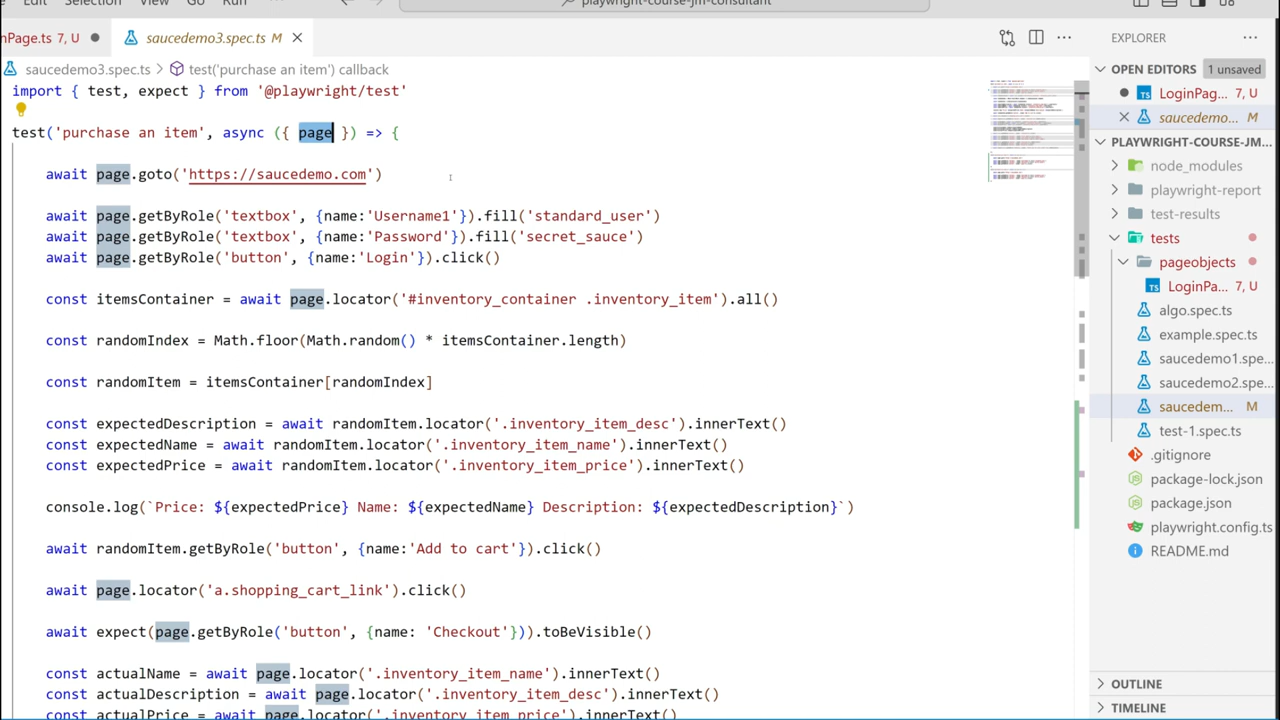 Edit Selection View Go Run ··· playwright-course-jm-consultant
nPage.ts 7, U
saucedemo3.spec.ts M
saucedemo3.spec.ts > test('purchase an item') callback
import { test, expect } from '@playwright/test'
test('purchase an item', async ({ page }) => {
await page.goto('https://saucedemo.com')
await page.getByRole('textbox', {name:'Username1'}).fill('standard_user')
await page.getByRole('textbox', {name:'Password'}).fill('secret_sauce')
await page.getByRole('button', {name:'Login'}).click()
const itemsContainer = await page.locator('#inventory_container .inventory_item').all()
const randomIndex = Math.floor(Math.random() * itemsContainer.length)
const randomItem = itemsContainer[randomIndex]
const expectedDescription = await randomItem.locator('.inventory_item_desc').innerText()
const expectedName = await randomItem.locator('.inventory_item_name').innerText()
const expectedPrice = await randomItem.locator('.inventory_item_price').innerText()
console.log(`Price: ${expectedPrice} Name: ${expectedName} Description: ${expectedDescription}`)
await randomItem.getByRole('button', {name:'Add to cart'}).click()
await page.locator('a.shopping_cart_link').click()
await expect(page.getByRole('button', {name: 'Checkout'})).toBeVisible()
const actualName = await page.locator('.inventory_item_name').innerText()
const actualDescription = await page.locator('.inventory_item_desc').innerText()
const actualPrice = await page.locator('.inventory_item_price').innerText()
EXPLORER
OPEN EDITORS 1 unsaved
LoginPag... 7, U
saucedemo... M
PLAYWRIGHT-COURSE-JM...
node_modules
playwright-report
test-results
tests
pageobjects
LoginPa... 7, U
algo.spec.ts
example.spec.ts
saucedemo1.spe...
saucedemo2.spe...
saucedem... M
test-1.spec.ts
.gitignore
package-lock.json
package.json
playwright.config.ts
README.md
OUTLINE
TIMELINE